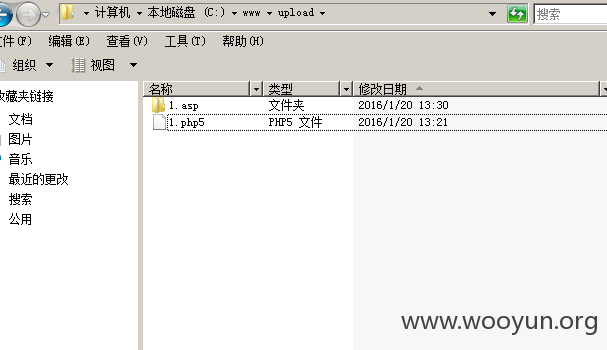 计算机 本地磁盘 (C:) www upload 搜索
文件(F) 编辑(E) 查看(V) 工具(T) 帮助(H)
组织 视图
收藏夹链接
名称 类型 修改日期
文档
1.asp 文件夹 2016/1/20 13:30
图片
1.php5 PHP5 文件 2016/1/20 13:21
音乐
最近的更改
搜索
公用
www.wooyun.org